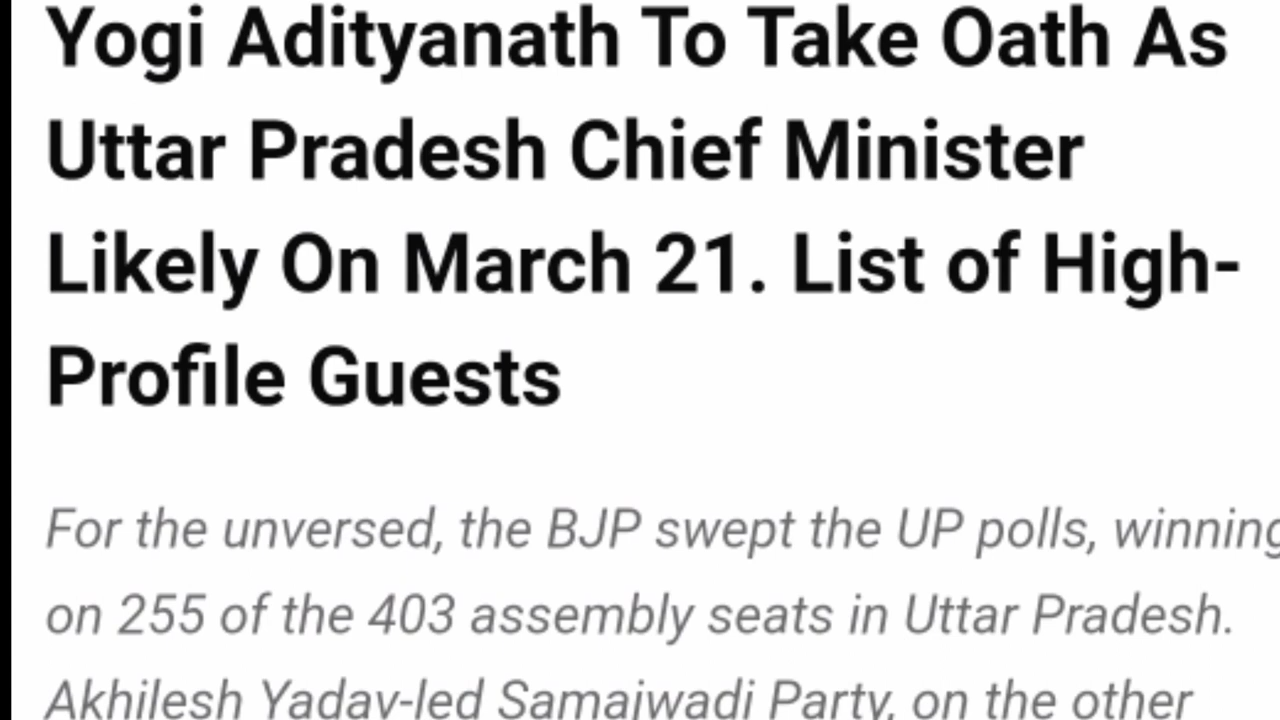 Yogi Adityanath To Take Oath As
Uttar Pradesh Chief Minister
Likely On March 21. List of High-
Profile Guests
For the unversed, the BJP swept the UP polls, winning
on 255 of the 403 assembly seats in Uttar Pradesh.
Akhilesh Yadav-led Samajwadi Party, on the other